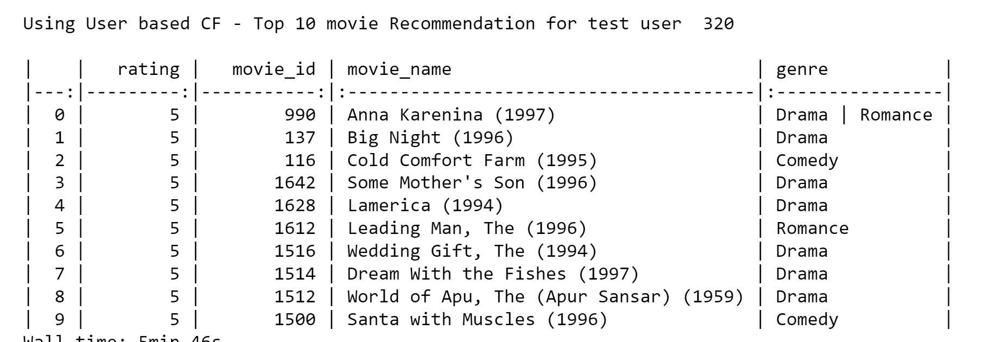 Using User based CF - Top 10 movie Recommendation for test user  320
|    |   rating |   movie_id | movie_name                            | genre           |
|---:|---------:|-----------:|:--------------------------------------|:----------------|
|  0 |        5 |        990 | Anna Karenina (1997)                  | Drama | Romance |
|  1 |        5 |        137 | Big Night (1996)                      | Drama           |
|  2 |        5 |        116 | Cold Comfort Farm (1995)              | Comedy          |
|  3 |        5 |       1642 | Some Mother's Son (1996)              | Drama           |
|  4 |        5 |       1628 | Lamerica (1994)                       | Drama           |
|  5 |        5 |       1612 | Leading Man, The (1996)               | Romance         |
|  6 |        5 |       1516 | Wedding Gift, The (1994)              | Drama           |
|  7 |        5 |       1514 | Dream With the Fishes (1997)          | Drama           |
|  8 |        5 |       1512 | World of Apu, The (Apur Sansar) (1959) | Drama           |
|  9 |        5 |       1500 | Santa with Muscles (1996)             | Comedy          |
Wall time: 5min 46s